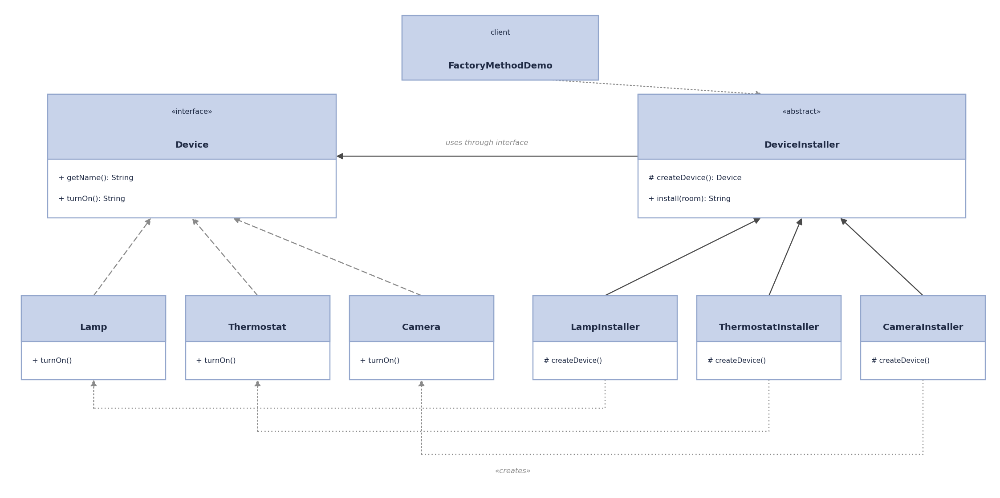 client
FactoryMethodDemo
«interface»
Device
+ getName(): String
+ turnOn(): String
uses through interface
«abstract»
DeviceInstaller
# createDevice(): Device
+ install(room): String
Lamp
+ turnOn()
Thermostat
+ turnOn()
Camera
+ turnOn()
LampInstaller
# createDevice()
ThermostatInstaller
# createDevice()
CameraInstaller
# createDevice()
«creates»